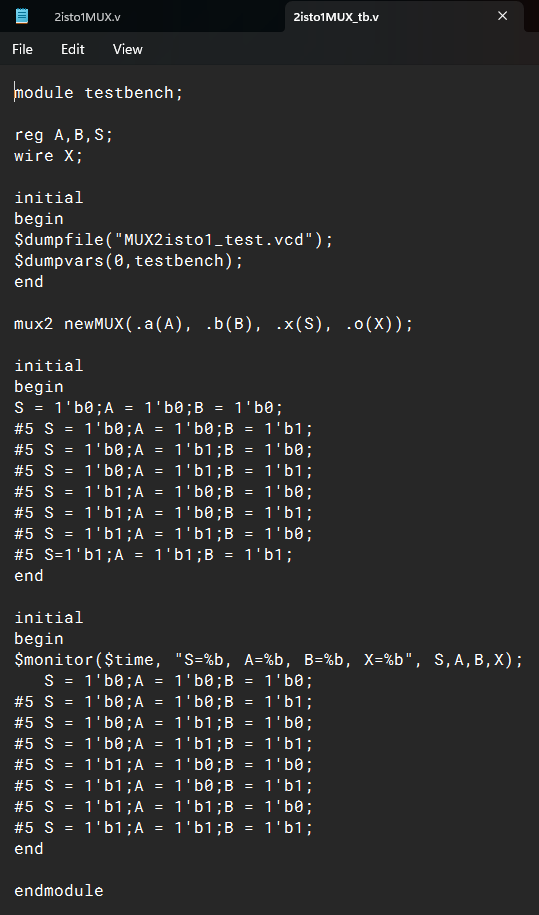 2isto1MUX.v
2isto1MUX_tb.v
File Edit View
module testbench;
reg A,B,S;
wire X;
initial
begin
$dumpfile("MUX2isto1_test.vcd");
$dumpvars(0,testbench);
end
mux2 newMUX(.a(A), .b(B), .x(S), .o(X));
initial
begin
S = 1'b0;A = 1'b0;B = 1'b0;
#5 S = 1'b0;A = 1'b0;B = 1'b1;
#5 S = 1'b0;A = 1'b1;B = 1'b0;
#5 S = 1'b0;A = 1'b1;B = 1'b1;
#5 S = 1'b1;A = 1'b0;B = 1'b0;
#5 S = 1'b1;A = 1'b0;B = 1'b1;
#5 S = 1'b1;A = 1'b1;B = 1'b0;
#5 S=1'b1;A = 1'b1;B = 1'b1;
end
initial
begin
$monitor($time, "S=%b, A=%b, B=%b, X=%b", S,A,B,X);
   S = 1'b0;A = 1'b0;B = 1'b0;
#5 S = 1'b0;A = 1'b0;B = 1'b1;
#5 S = 1'b0;A = 1'b1;B = 1'b0;
#5 S = 1'b0;A = 1'b1;B = 1'b1;
#5 S = 1'b1;A = 1'b0;B = 1'b0;
#5 S = 1'b1;A = 1'b0;B = 1'b1;
#5 S = 1'b1;A = 1'b1;B = 1'b0;
#5 S = 1'b1;A = 1'b1;B = 1'b1;
end
endmodule